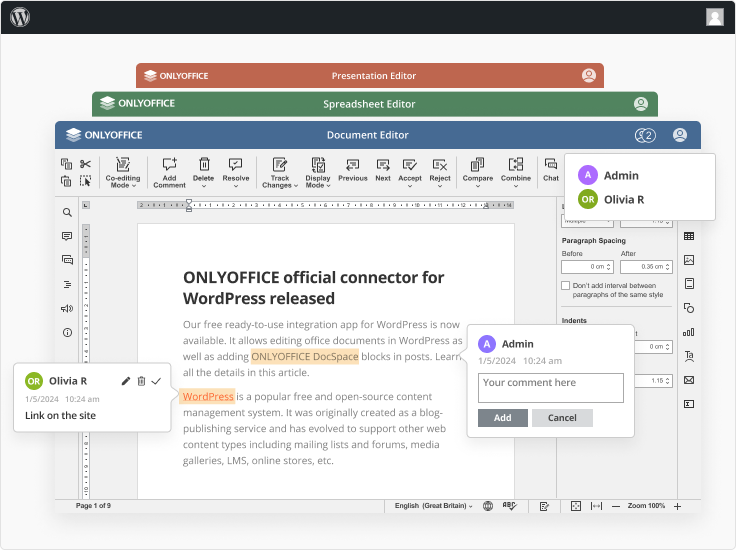 ONLYOFFICE Presentation Editor
ONLYOFFICE Spreadsheet Editor
ONLYOFFICE Document Editor 2
Co-editing Mode
Add Comment
Delete
Resolve
Track Changes
Display Mode
Previous
Next
Accept
Reject
Compare
Combine
Chat
A Admin
OR Olivia R
Paragraph Spacing
Before After
0 cm 0.35 cm
Don't add interval between
paragraphs of the same style
Indents
0 cm
1.15
ONLYOFFICE official connector for
WordPress released
Our free ready-to-use integration app for WordPress is now
available. It allows editing office documents in WordPress as
well as adding ONLYOFFICE DocSpace blocks in posts. Learn
all the details in this article.
WordPress is a popular free and open-source content
management system. It was originally created as a blog-
publishing service and has evolved to support other web
content types including mailing lists and forums, media
galleries, LMS, online stores, etc.
OR Olivia R
1/5/2024 10:24 am
Link on the site
A Admin
1/5/2024 10:24 am
Your comment here
Add Cancel
Page 1 of 9
English (Great Britain)
Zoom 100%